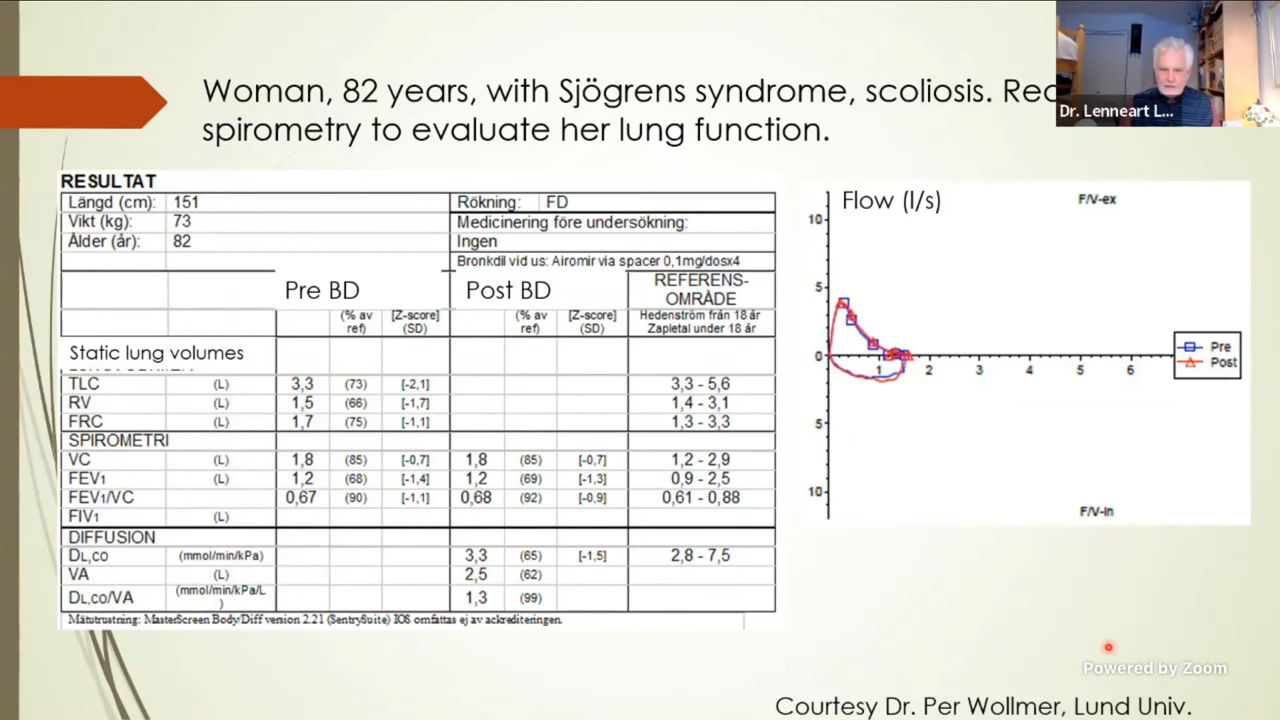 Woman, 82 years, with Sjögrens syndrome, scoliosis. Rec
spirometry to evaluate her lung function.
Dr. Lenneart L...
RESULTAT
Längd (cm): 151 Rökning: FD
Vikt (kg): 73 Medicinering före undersökning:
Ålder (år): 82 Ingen
Bronkdil vid us: Airomir via spacer 0,1mg/dosx4
Pre BD Post BD REFERENS-
OMRÅDE
(% av ref) [Z-score] (SD) (% av ref) [Z-score] (SD) Hedenström från 18 år
Zapletal under 18 år
Static lung volumes
TLC (L) 3,3 (73) [-2,1] 3,3 - 5,6
RV (L) 1,5 (66) [-1,7] 1,4 - 3,1
FRC (L) 1,7 (75) [-1,1] 1,3 - 3,3
SPIROMETRI
VC (L) 1,8 (85) [-0,7] 1,8 (85) [-0,7] 1,2 - 2,9
FEV1 (L) 1,2 (68) [-1,4] 1,2 (69) [-1,3] 0,9 - 2,5
FEV1/VC 0,67 (90) [-1,1] 0,68 (92) [-0,9] 0,61 - 0,88
FIV1 (L)
DIFFUSION
DL,co (mmol/min/kPa) 3,3 (65) [-1,5] 2,8 - 7,5
VA (L) 2,5 (62)
DL,co/VA (mmol/min/kPa/L) 1,3 (99)
Mätutrustning: MasterScreen Body/Diff version 2.21 (SentrySuite) IOS omfattas ej av ackrediteringen.
Flow (l/s)
F/V-ex
10
5
0
1 2 3 4 5 6
5
10
F/V-in
Pre
Post
Powered by Zoom
Courtesy Dr. Per Wollmer, Lund Univ.